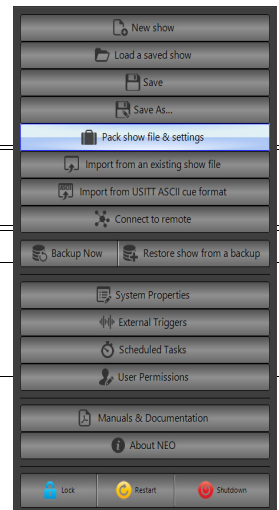 New show
Load a saved show
Save
Save As...
Pack show file & settings
Import from an existing show file
ASCII
Import from USITT ASCII cue format
Connect to remote
Backup Now
Restore show from a backup
System Properties
External Triggers
Scheduled Tasks
User Permissions
Manuals & Documentation
About NEO
Lock
Restart
Shutdown